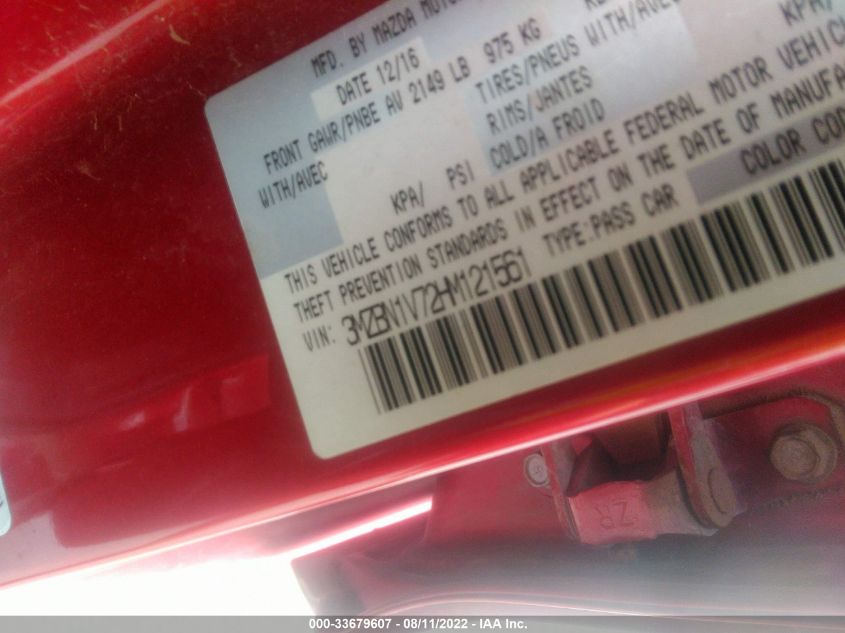 MFD. BY MAZDA MOTOR
DATE 12/16
FRONT GAWR/PNBE AV 2149 LB 975 KG
WITH/AVEC TIRES/PNEUS WITH/AVEC
RIMS/JANTES
KPA/ PSI COLD/A FROID KPA/
THIS VEHICLE CONFORMS TO ALL APPLICABLE FEDERAL MOTOR VEHIC
THEFT PREVENTION STANDARDS IN EFFECT ON THE DATE OF MANUFA
VIN: 3MZBN1V72HM121561 TYPE:PASS CAR COLOR COD
ZR
000-33679607 - 08/11/2022 - IAA Inc.